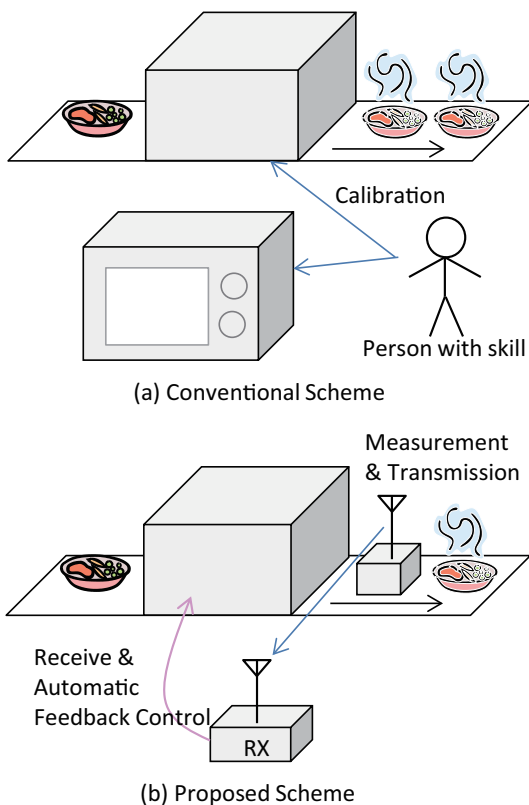 Calibration
Person with skill
(a) Conventional Scheme
Measurement
& Transmission
Receive &
Automatic
Feedback Control
RX
(b) Proposed Scheme